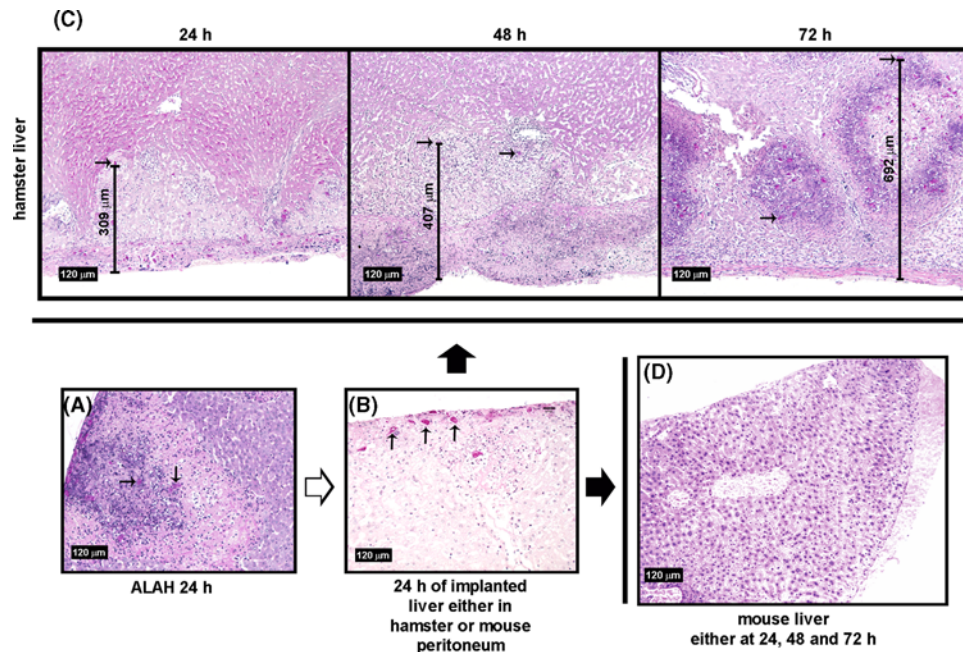 (C)
24 h
48 h
72 h
hamster liver
309 μm
407 μm
692 μm
120 μm
120 μm
120 μm
(A)
(B)
(D)
120 μm
120 μm
120 μm
ALAH 24 h
24 h of implanted
liver either in
hamster or mouse
peritoneum
mouse liver
either at 24, 48 and 72 h